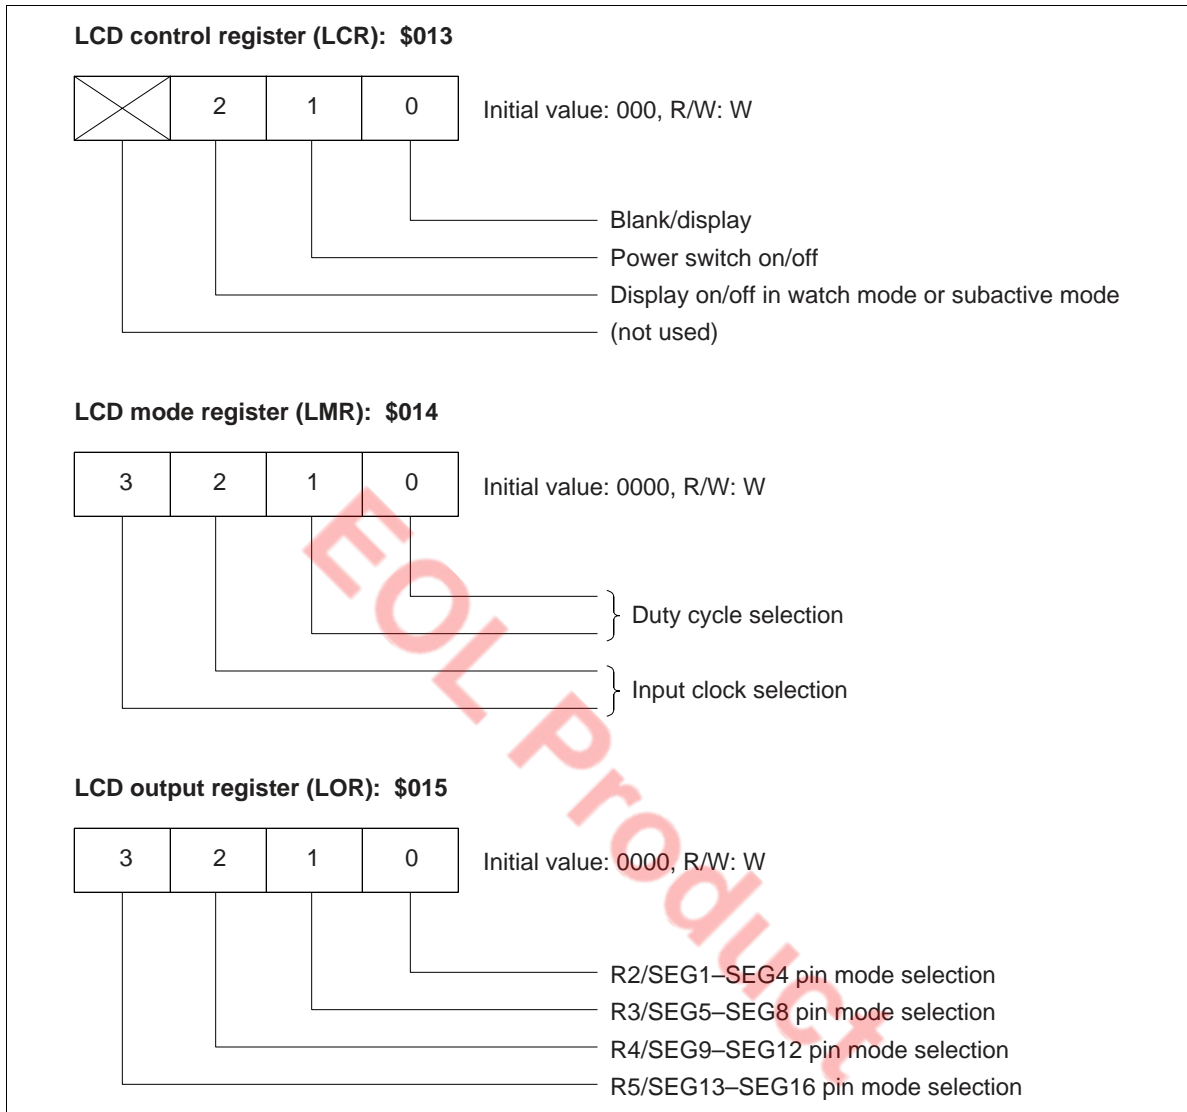 LCD control register (LCR): $013
2 1 0 Initial value: 000, R/W: W
Blank/display
Power switch on/off
Display on/off in watch mode or subactive mode
(not used)
LCD mode register (LMR): $014
3 2 1 0 Initial value: 0000, R/W: W
Duty cycle selection
Input clock selection
LCD output register (LOR): $015
3 2 1 0 Initial value: 0000, R/W: W
R2/SEG1–SEG4 pin mode selection
R3/SEG5–SEG8 pin mode selection
R4/SEG9–SEG12 pin mode selection
R5/SEG13–SEG16 pin mode selection
EOL Product